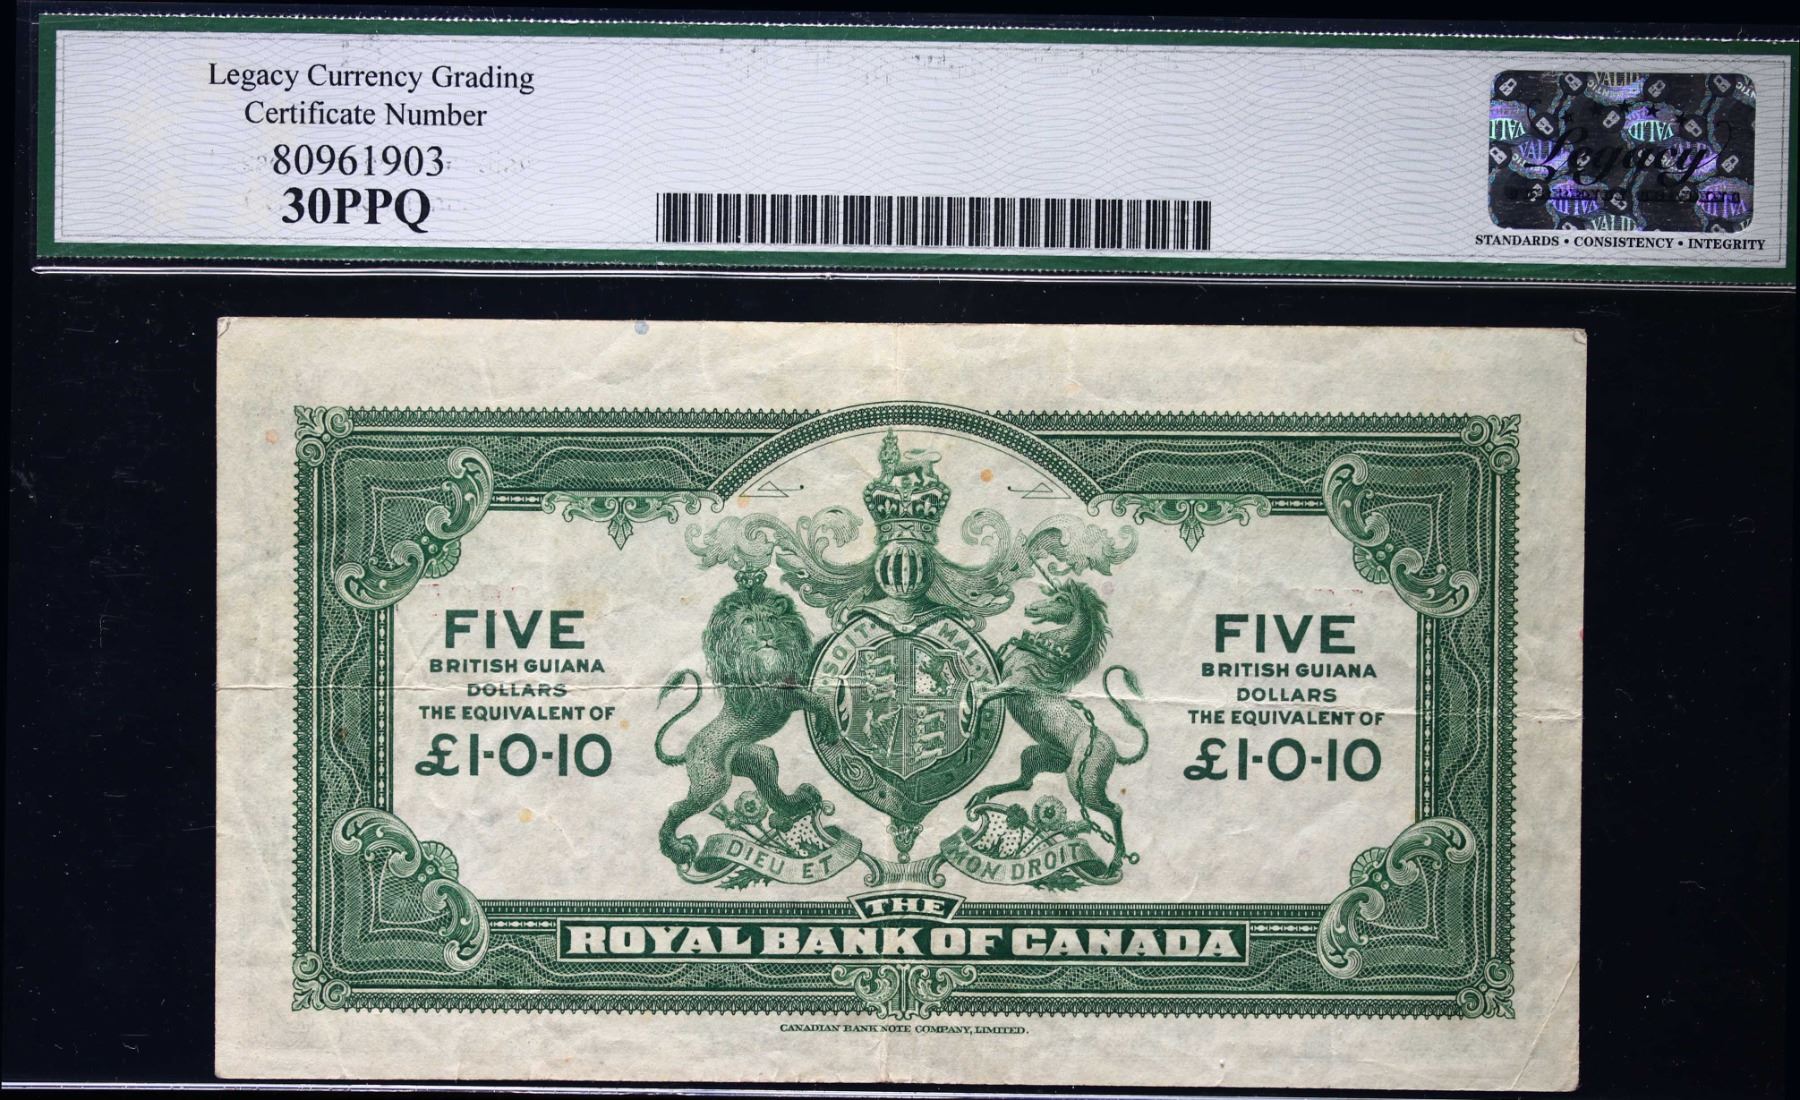 Legacy Currency Grading
Certificate Number
80961903
30PPQ
VALID
Legacy
STANDARDS • CONSISTENCY • INTEGRITY
FIVE
BRITISH GUIANA
DOLLARS
THE EQUIVALENT OF
£1-0-10
SOIT
MAL
DIEU ET
MON DROIT
FIVE
BRITISH GUIANA
DOLLARS
THE EQUIVALENT OF
£1-0-10
THE
ROYAL BANK OF CANADA
CANADIAN BANK NOTE COMPANY, LIMITED.